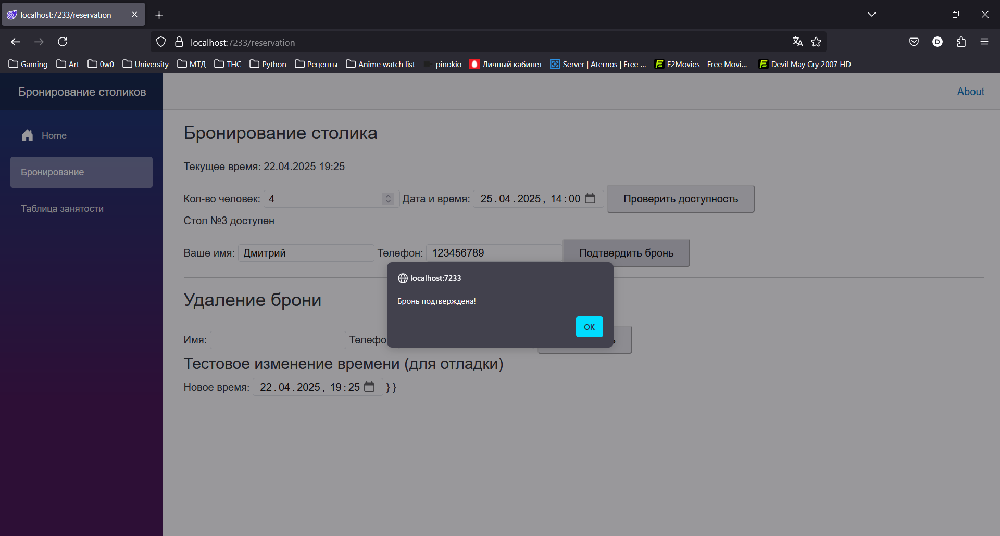 localhost:7233/reservation
localhost:7233/reservation
Gaming Art 0w0 University МТД ТНС Python Рецепты Anime watch list pinokio Личный кабинет Server | Aternos | Free ... F2Movies - Free Movi... Devil May Cry 2007 HD
Бронирование столиков
About
Home
Бронирование
Таблица занятости
Бронирование столика
Текущее время: 22.04.2025 19:25
Кол-во человек: 4 Дата и время: 25.04.2025, 14:00 Проверить доступность
Стол №3 доступен
Ваше имя: Дмитрий Телефон: 123456789 Подтвердить бронь
localhost:7233
Бронь подтверждена!
OK
Удаление брони
Имя: Телефо
Тестовое изменение времени (для отладки)
Новое время: 22.04.2025, 19:25 } }